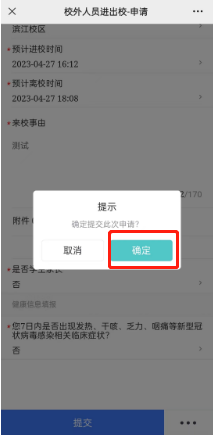 校外人员进出校-申请
滨江校区
*预计进校时间
2023-04-27 16:12
*预计离校时间
2023-04-27 18:08
*来校事由
测试
2/170
附件
提示
确定提交此次申请?
取消
确定
*是否学生家长
否
健康信息填报
*您7日内是否出现发热、干咳、乏力、咽痛等新型冠
状病毒感染相关临床症状?
否
提交